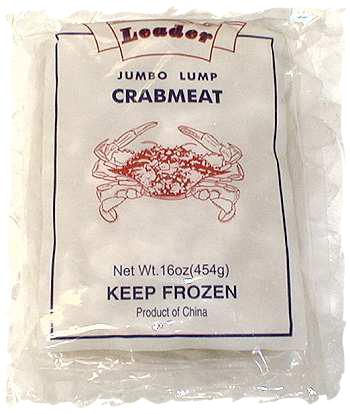 Leader
JUMBO LUMP
CRABMEAT
Net Wt.16oz(454g)
KEEP FROZEN
Product of China